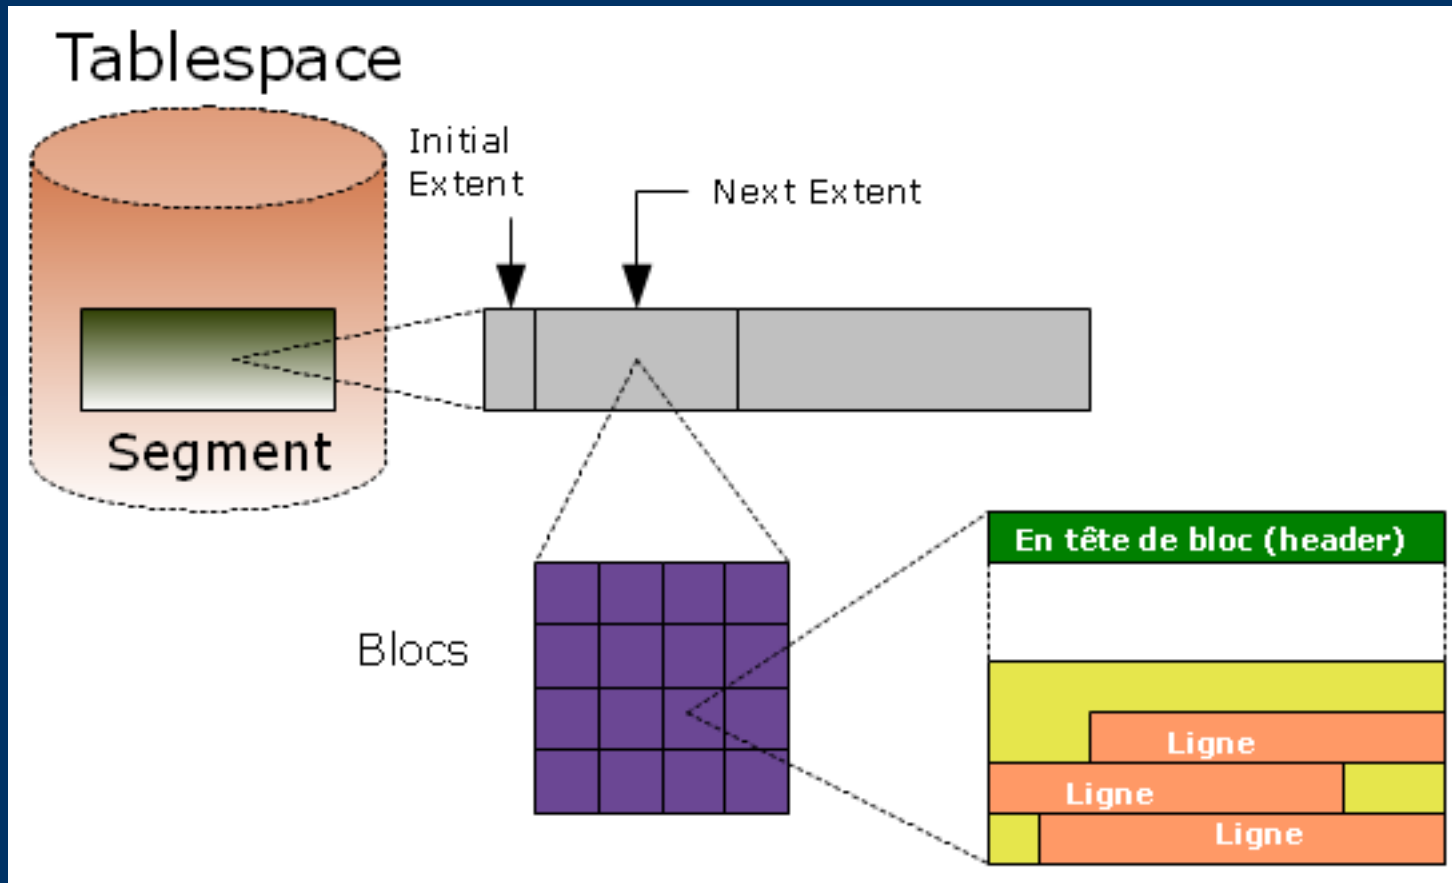 Tablespace
Initial
Extent
Next Extent
Segment
Blocs
En tête de bloc (header)
Ligne
Ligne
Ligne